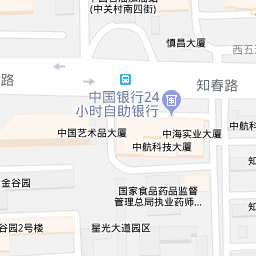 (中关村南四街)
慎昌大厦
西五道
路
知春路
中国银行24
小时自助银行
中国艺术品大厦
中海实业大厦
中航
中航科技大厦
金谷园
国家食品药品监督
管理总局执业药师...
金谷园2号楼
星光大道园区